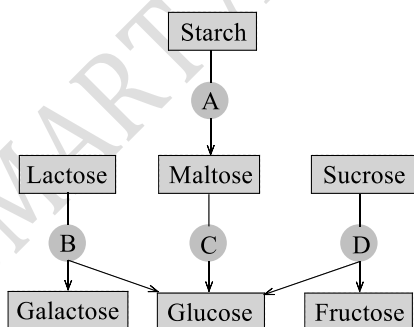 Starch
A
Lactose Maltose Sucrose
B C D
Galactose Glucose Fructose